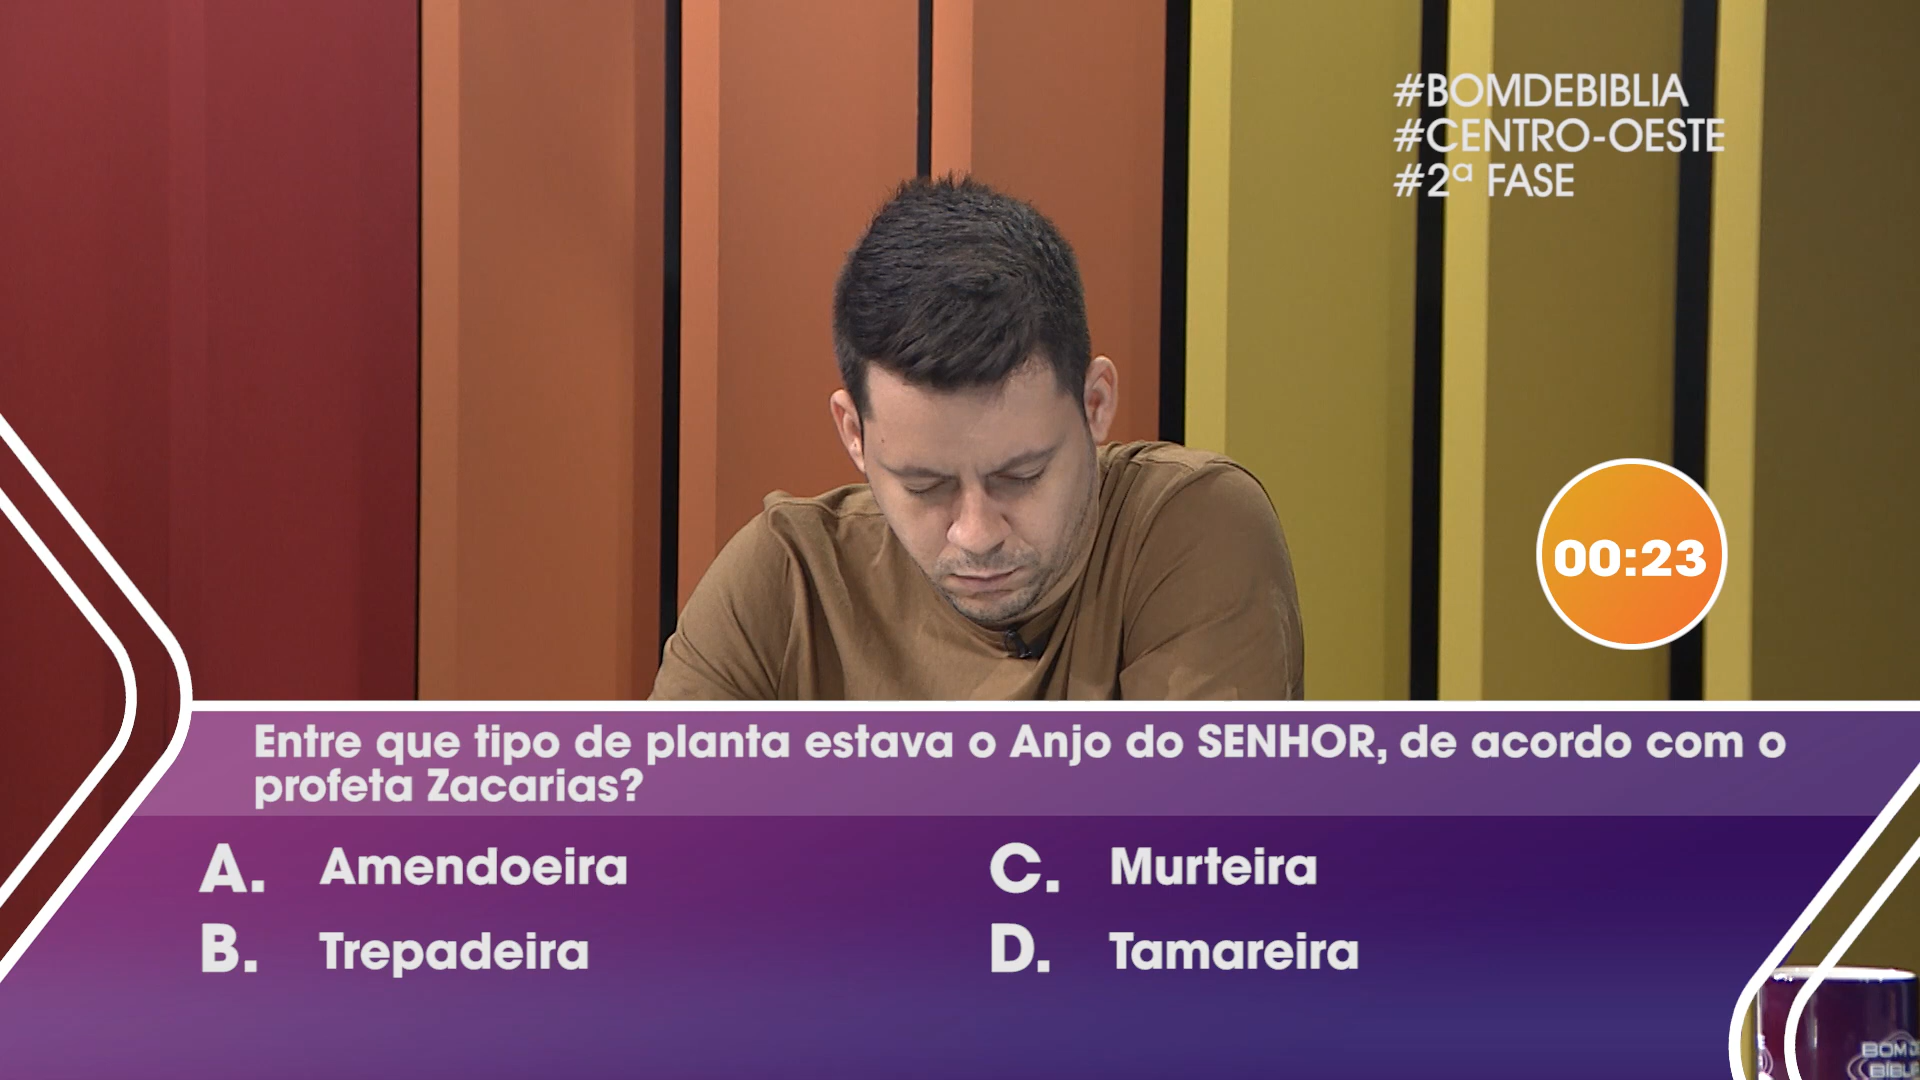 #BOMDEBIBLIA
#CENTRO-OESTE
#2ª FASE
00:23
Entre que tipo de planta estava o Anjo do SENHOR, de acordo com o
profeta Zacarias?
A. Amendoeira
B. Trepadeira
C. Murteira
D. Tamareira
BOM